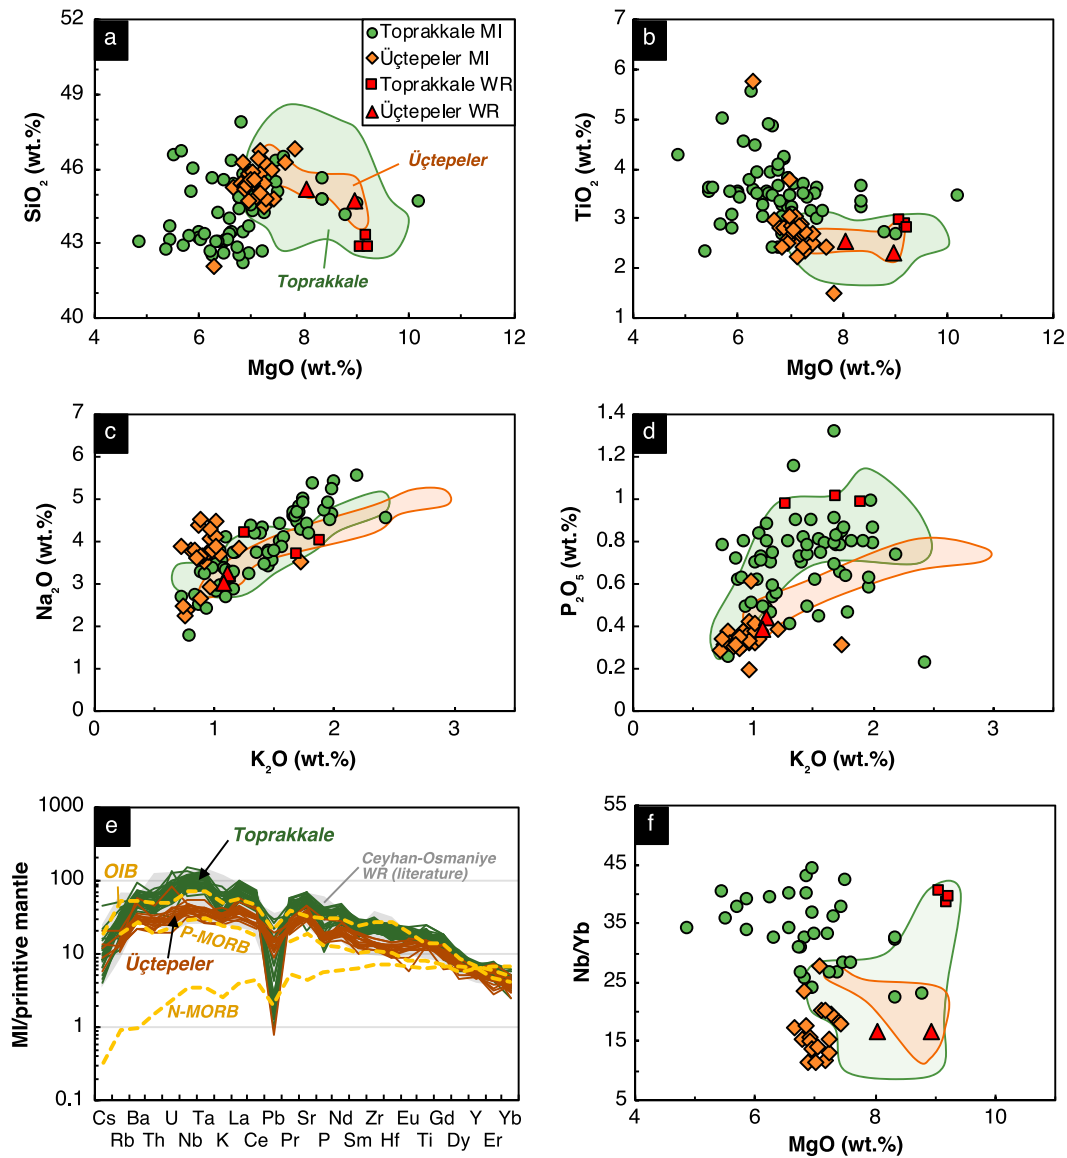 a
52
49
46
43
40
SiO2 (wt.%)
4
6
8
10
12
MgO (wt.%)
Toprakkale MI
Üçtepeler MI
Toprakkale WR
Üçtepeler WR
Üçtepeler
Toprakkale
b
7
6
5
4
3
2
1
TiO2 (wt.%)
4
6
8
10
12
MgO (wt.%)
c
7
6
5
4
3
2
1
0
Na2O (wt.%)
0
1
2
3
K2O (wt.%)
d
1.4
1.2
1
0.8
0.6
0.4
0.2
0
P2O5 (wt.%)
0
1
2
3
K2O (wt.%)
e
1000
100
10
1
0.1
MI/primtive mantle
Toprakkale
OIB
Ceyhan-Osmaniye
WR (literature)
P-MORB
Üçtepeler
N-MORB
Cs Ba U Ta La Pb Sr Nd Zr Eu Gd Y Yb
Rb Th Nb K Ce Pr P Sm Hf Ti Dy Er
f
55
45
35
25
15
5
Nb/Yb
4
6
8
10
MgO (wt.%)